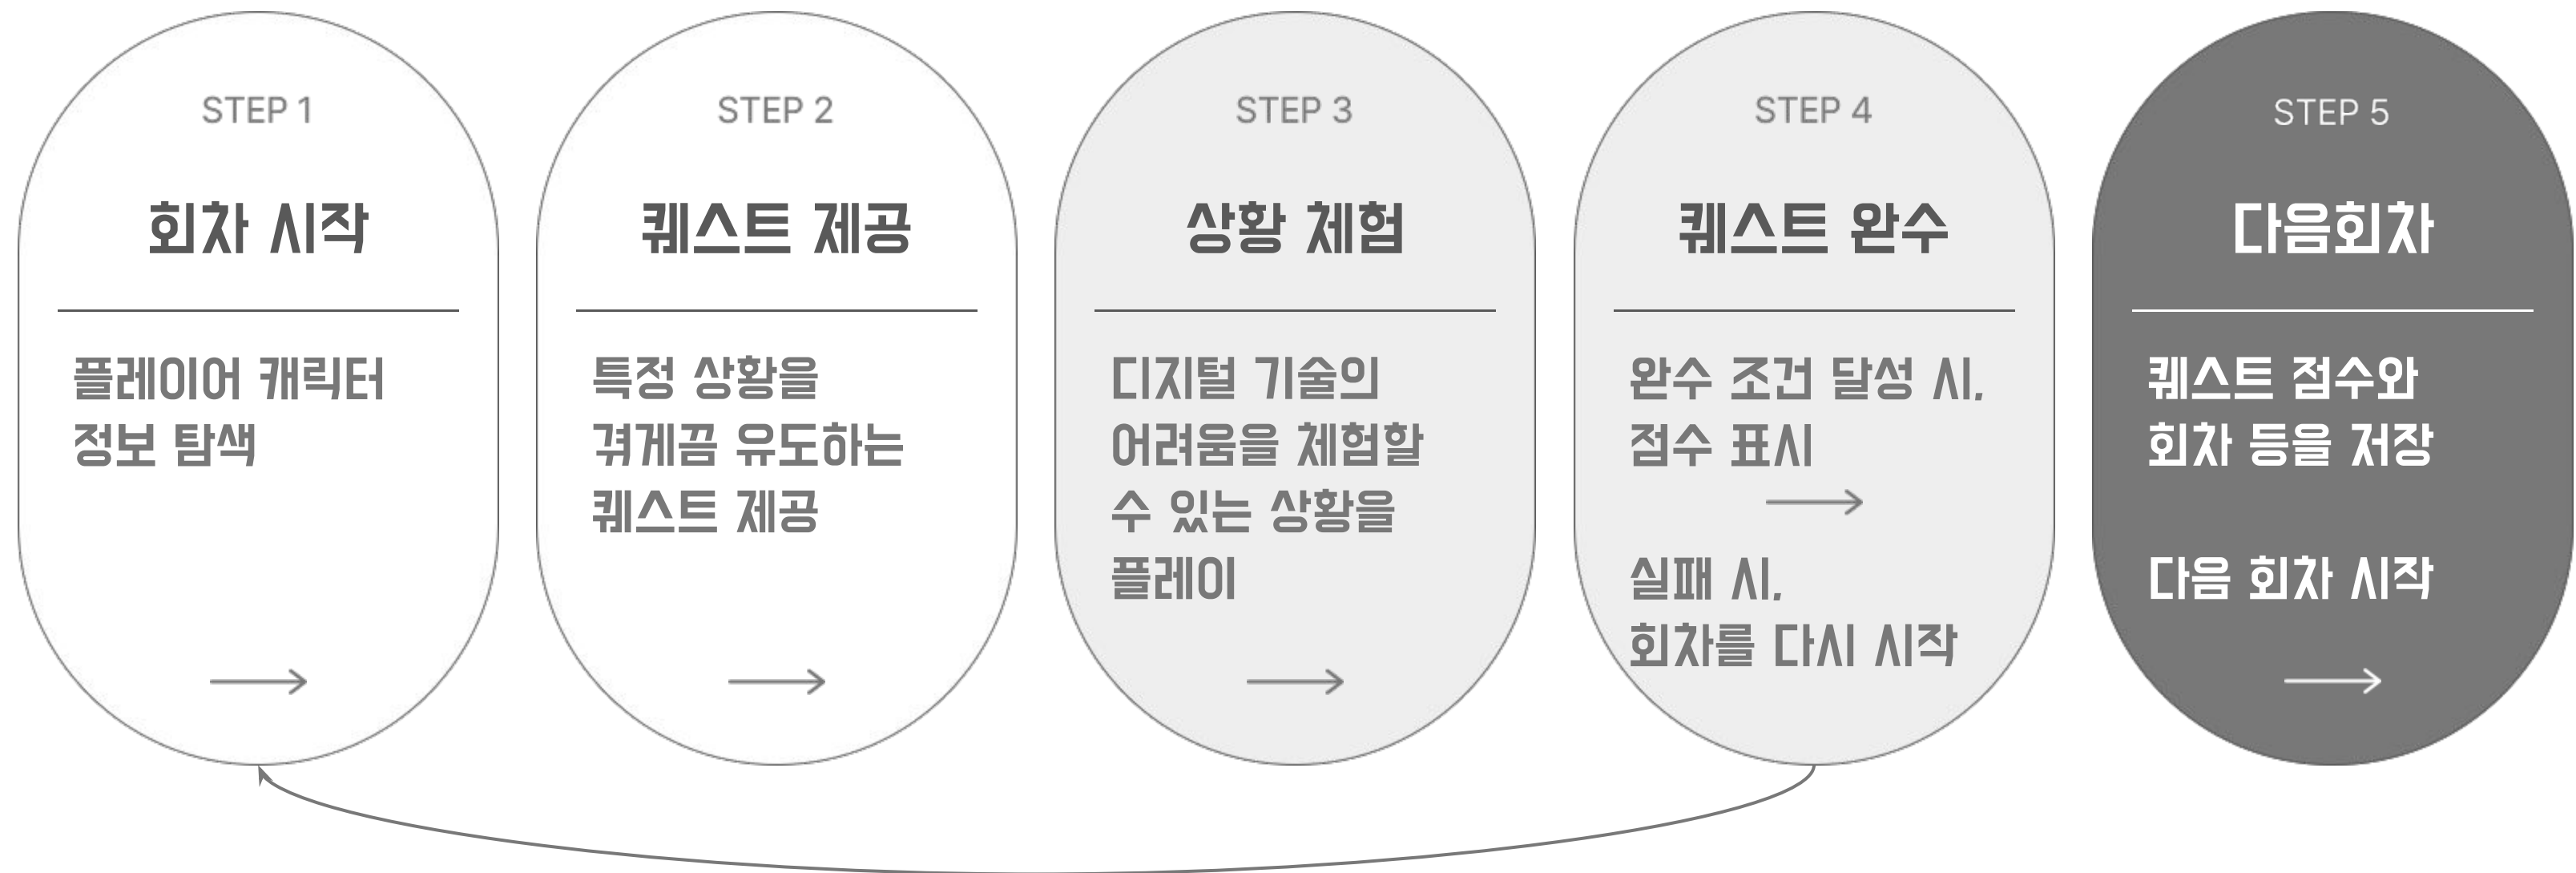 STEP 1
회차 시작
플레이어 캐릭터
정보 탐색
STEP 2
퀘스트 제공
특정 상황을
겪게끔 유도하는
퀘스트 제공
STEP 3
상황 체험
디지털 기술의
어려움을 체험할
수 있는 상황을
플레이
STEP 4
퀘스트 완수
완수 조건 달성 시,
점수 표시
실패 시,
회차를 다시 시작
STEP 5
다음회차
퀘스트 점수와
회차 등을 저장
다음 회차 시작